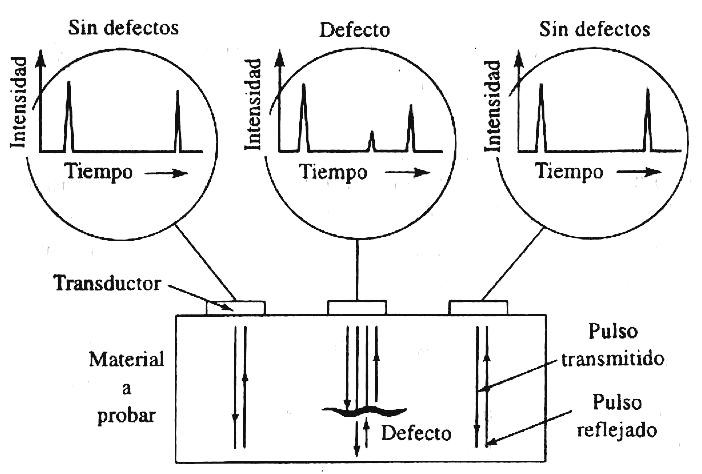 Sin defectos
Defecto
Sin defectos
Intensidad
Tiempo
Intensidad
Tiempo
Intensidad
Tiempo
Transductor
Material
a
probar
Defecto
Pulso
transmitido
Pulso
reflejado